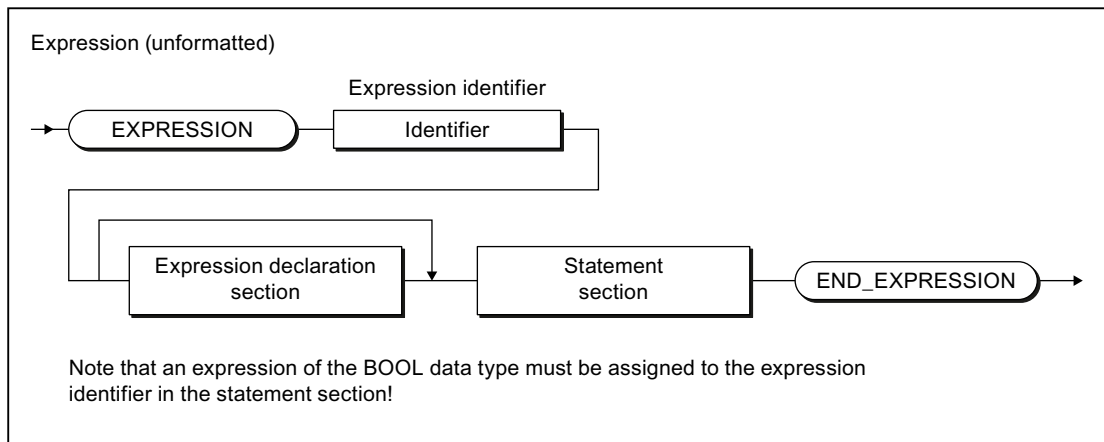 Expression (unformatted)
Expression identifier
EXPRESSION
Identifier
Expression declaration
section
Statement
section
END_EXPRESSION
Note that an expression of the BOOL data type must be assigned to the expression
identifier in the statement section!